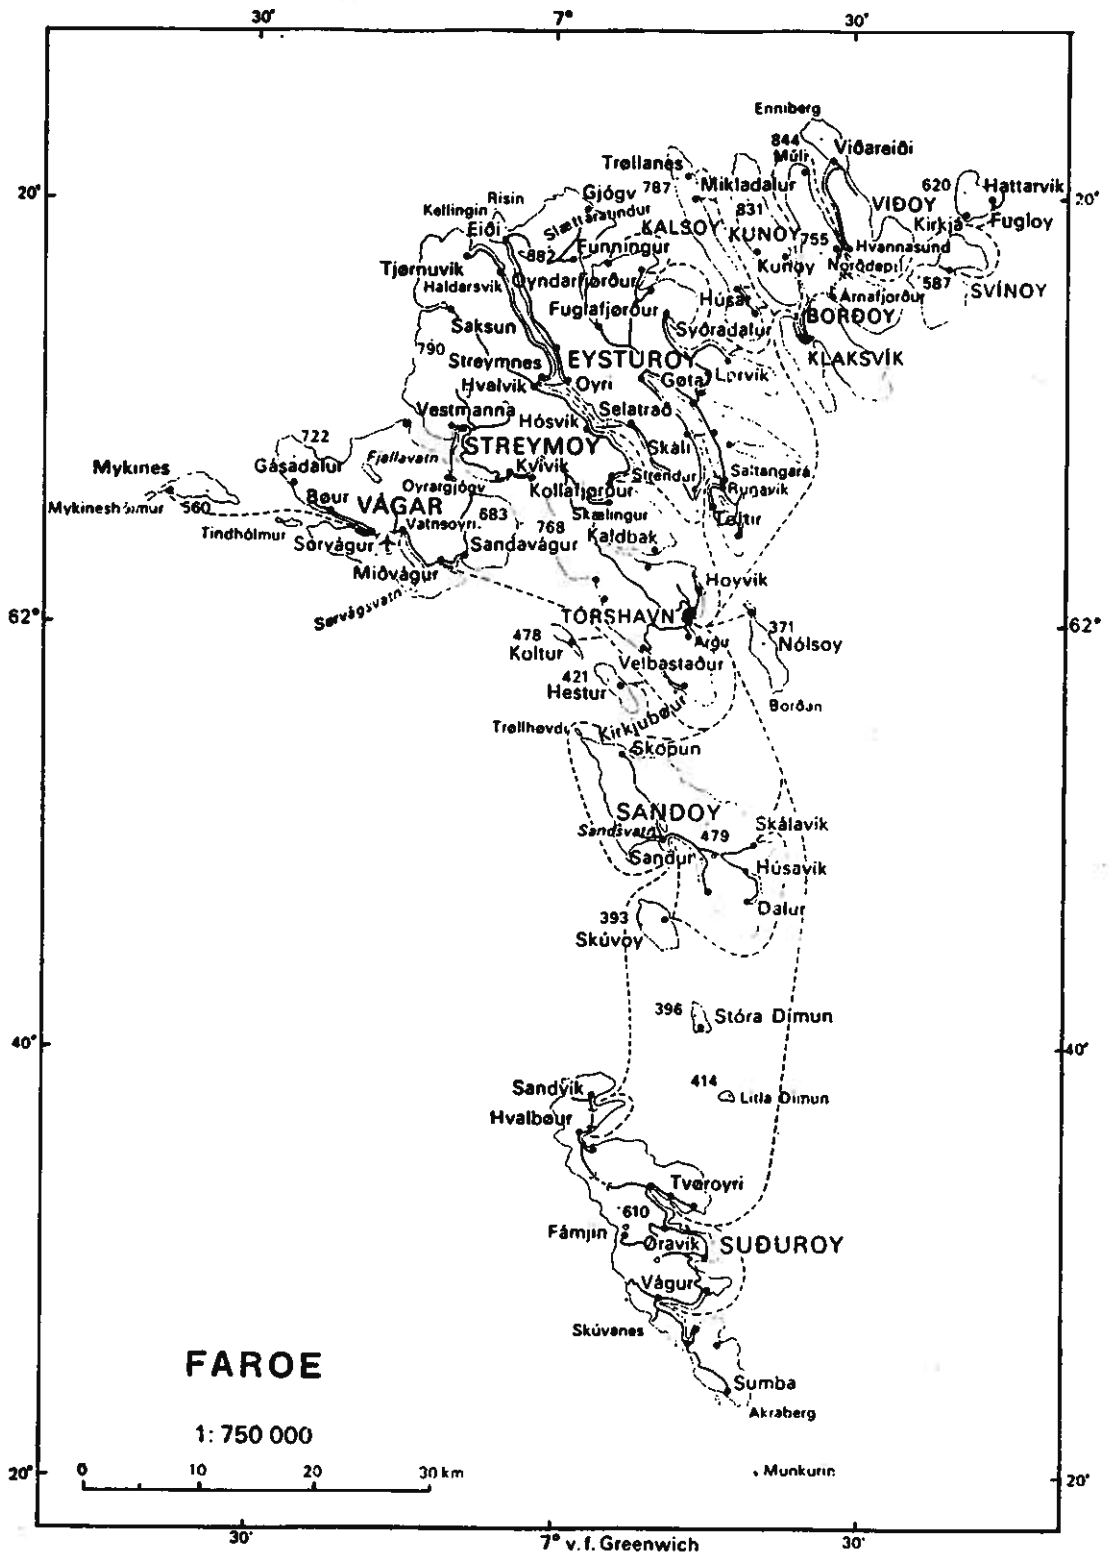 30'
7°
30'
Enniberg
844
Múli
Viðareiði
Trøllanes
20°
787
Mikladalur
620
Hattarvík
20°
Gjógv
Risin
Kellingin
Eiði
Slættaratindur
831
VIÐOY
Kirkja
Fugloy
KALSOY
KUNOY
Funningur
882
755
Hvannasund
Tjørnuvík
Oyndarfjørður
Kunoy
Norðdepi
Haldarsvík
587
SVÍNOY
Húsar
Arnafjørður
Fuglafjørður
BORÐOY
Saksun
Syðradalur
790
KLAKSVÍK
Streymnes
EYSTUROY
Lorvík
Hvalvík
Oyri
Gøta
Vestmanna
Hósvík
Selatrað
722
STREYMOY
Skáli
Mykines
Gásadalur
Fjallavatn
Kvívík
Saltangará
Oyrargjógv
Kollafjørður
Strendur
Runavík
Mykineshólmur
560
Bøur
VÁGAR
683
Skælingur
Toftir
Tindhólmur
Vatnsoyri
768
Kaldbak
Sørvágur
Sandavágur
Miðvágur
Hoyvík
Sørvágsvatn
62°
TÓRSHAVN
371
62°
478
Argir
Nólsoy
Koltur
Velbastaður
421
Hestur
Borðan
Kirkjubøur
Trøllhøvdi
Skopun
SANDOY
Skálavík
Sandsvatn
479
Sandur
Húsavík
393
Dalur
Skúvoy
396
Stóra Dímun
40°
40°
414
Sandvík
Lítla Dímun
Hvalbøur
Tvøroyri
610
Fámjin
Øravík
SUÐUROY
Vágur
Skúvanes
FAROE
Sumba
Akraberg
1: 750 000
0
10
20
30 km
20°
Munkurin
20°
30'
7° v. f. Greenwich
30'